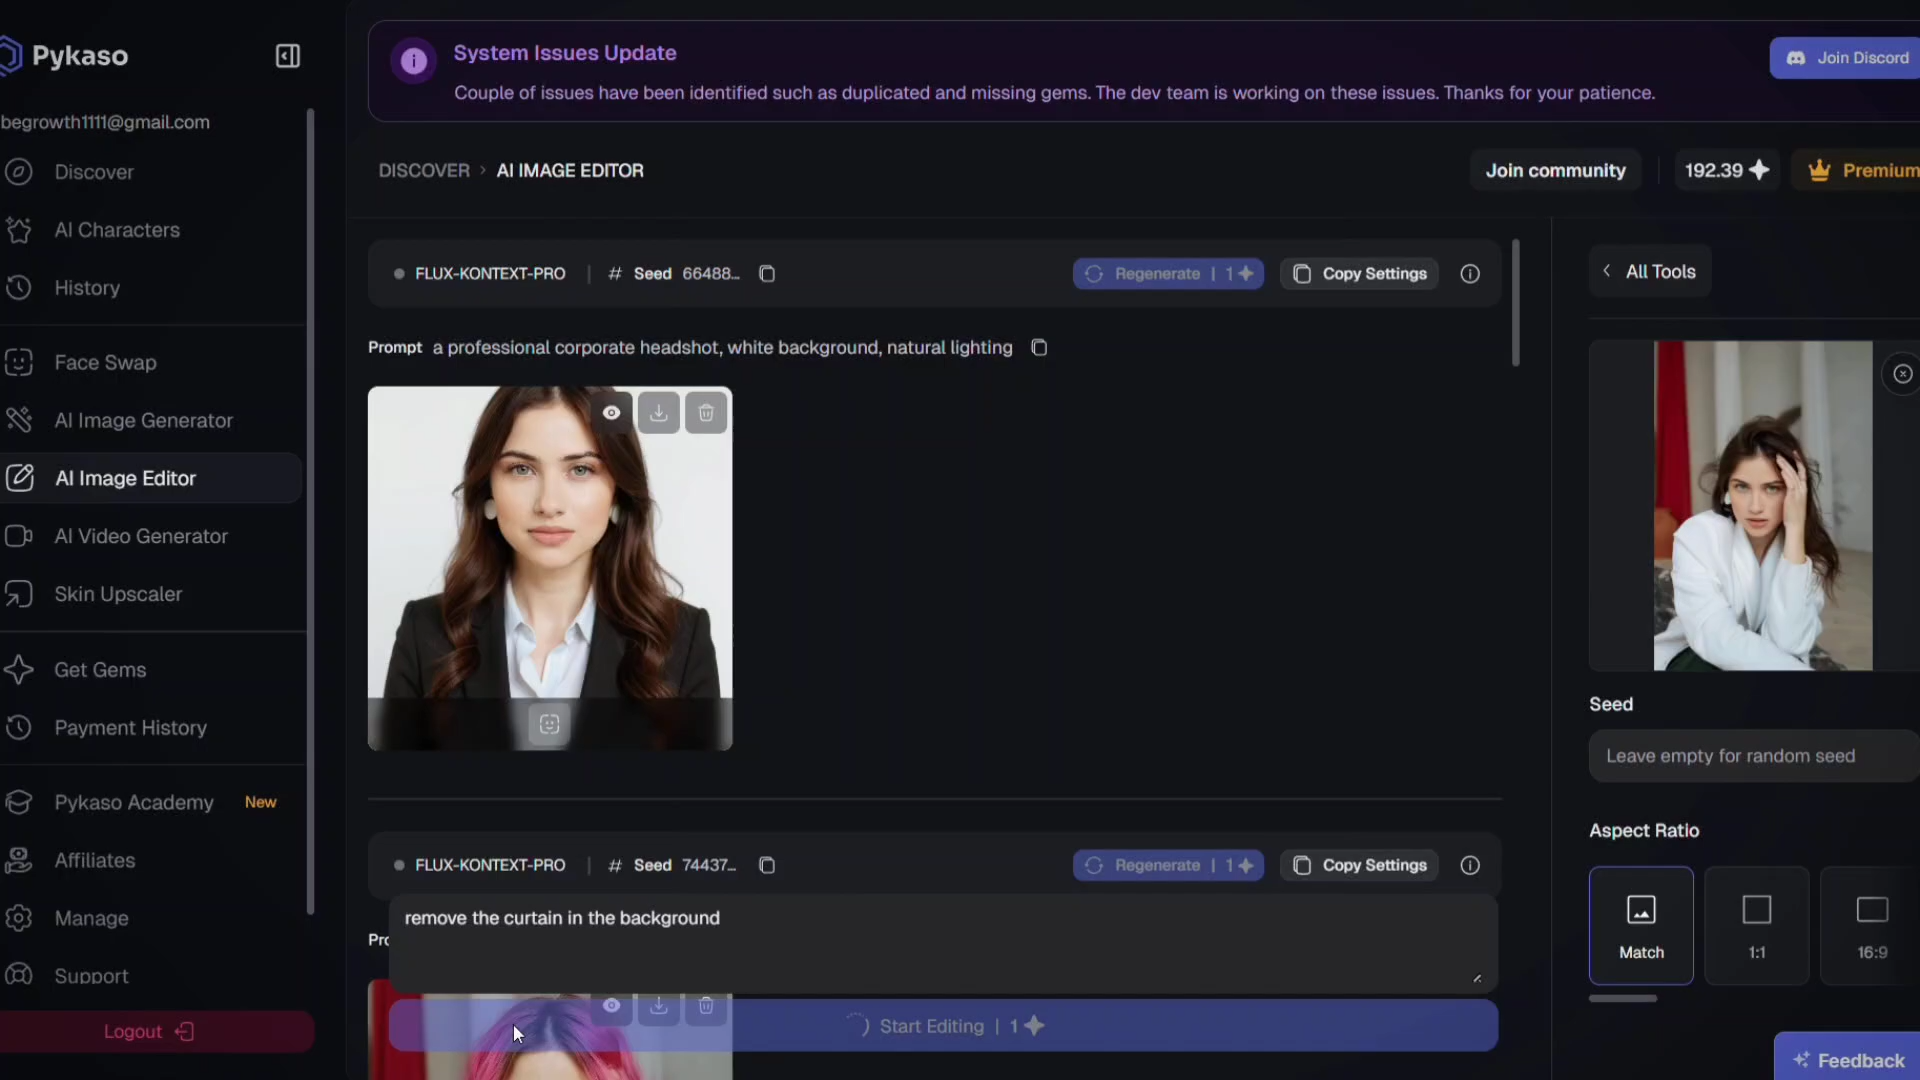 Pykaso
System Issues Update
Couple of issues have been identified such as duplicated and missing gems. The dev team is working on these issues. Thanks for your patience.
Join Discord
begrowth1111@gmail.com
Discover
AI Characters
History
Face Swap
AI Image Generator
AI Image Editor
AI Video Generator
Skin Upscaler
Get Gems
Payment History
Pykaso Academy New
Affiliates
Manage
Support
Logout
DISCOVER > AI IMAGE EDITOR
Join community
192.39
Premium
FLUX-KONTEXT-PRO | # Seed 66488...
Regenerate | 1
Copy Settings
Prompt a professional corporate headshot, white background, natural lighting
FLUX-KONTEXT-PRO | # Seed 74437...
Regenerate | 1
Copy Settings
remove the curtain in the background
Start Editing | 1
All Tools
Seed
Leave empty for random seed
Aspect Ratio
Match
1:1
16:9
Feedback